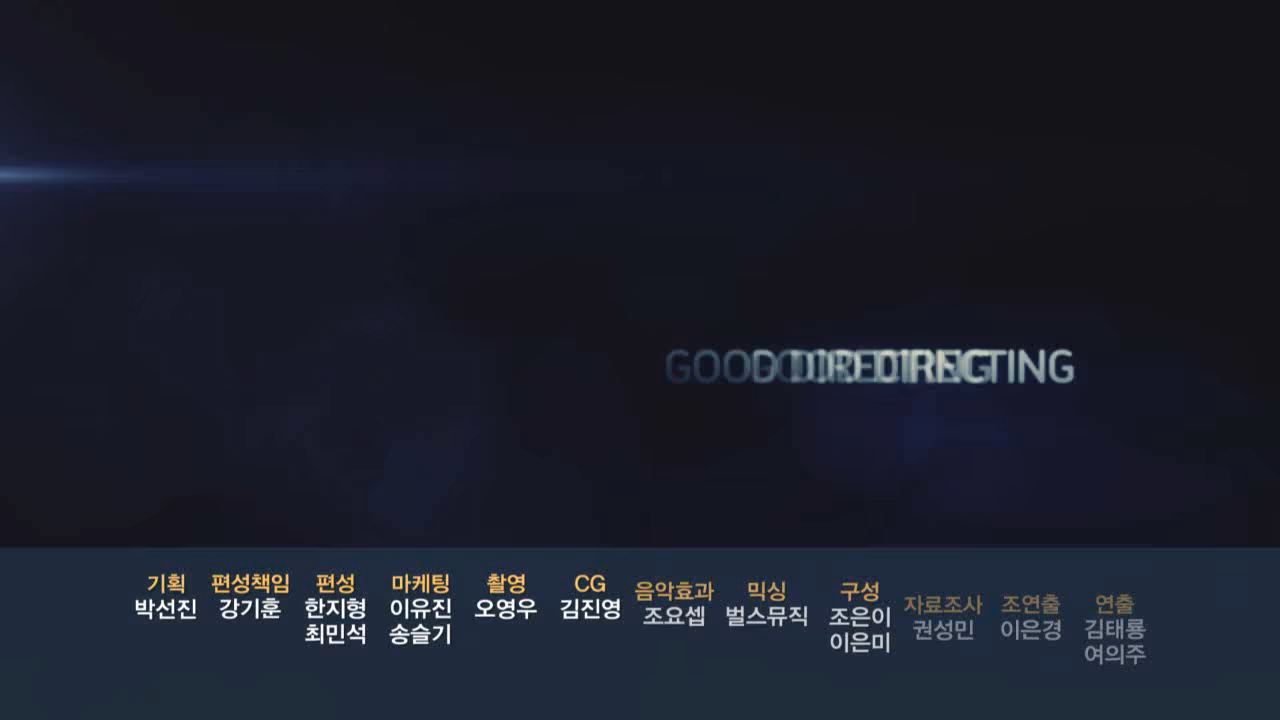 GOOD DIRECTING
기획 편성책임 편성 마케팅 촬영 CG 음악효과 믹싱 구성 자료조사 조연출 연출
박선진 강기훈 한지형 이유진 오영우 김진영 조요셉 벌스뮤직 조은이 권성민 이은경 김태룡
최민석 송슬기 이은미 여의주